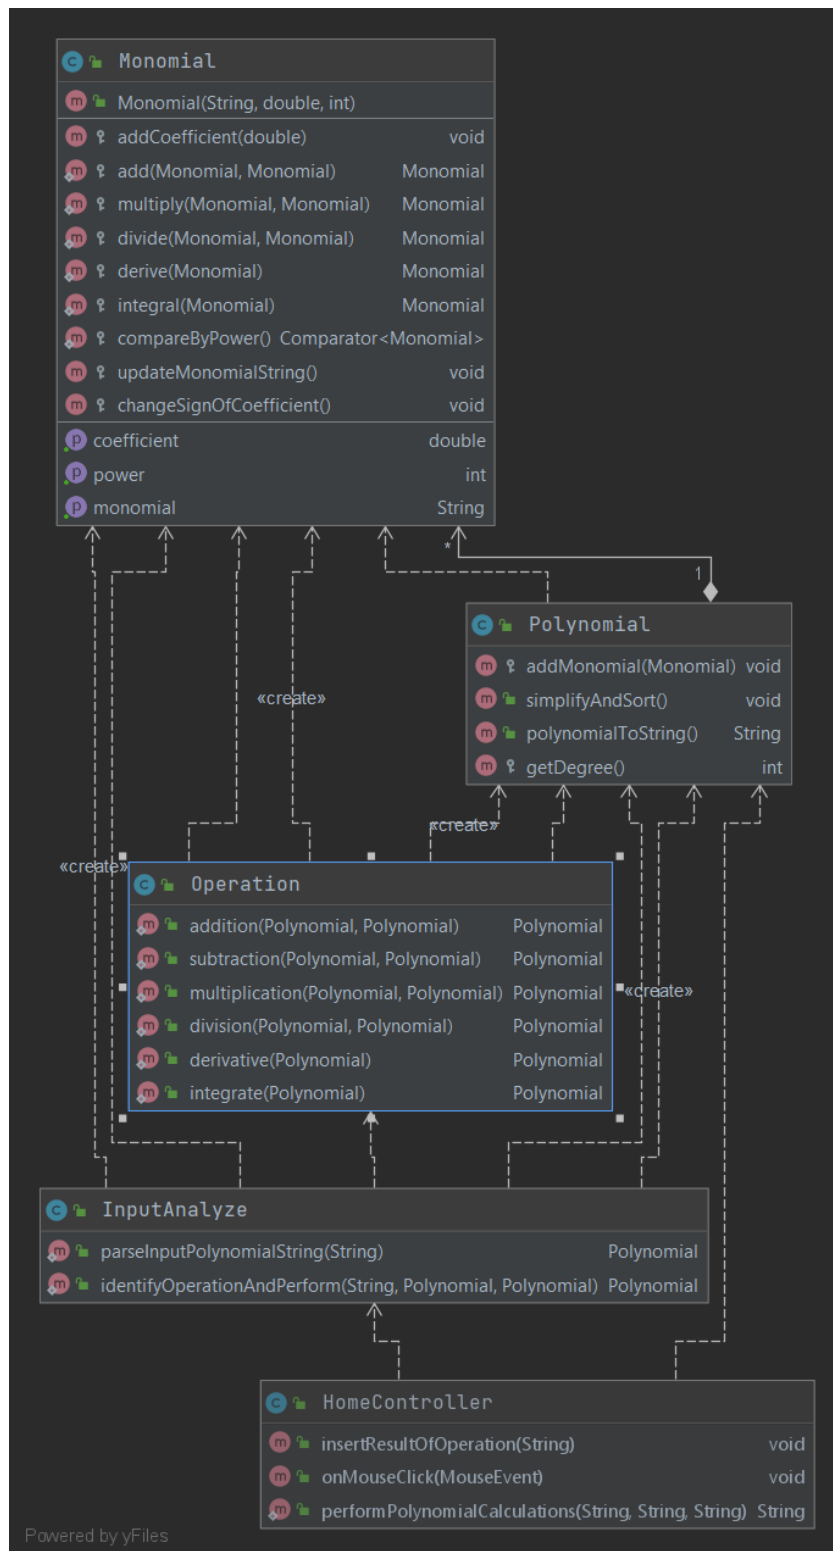 Monomial
Monomial(String, double, int)
addCoefficient(double) void
add(Monomial, Monomial) Monomial
multiply(Monomial, Monomial) Monomial
divide(Monomial, Monomial) Monomial
derive(Monomial) Monomial
integral(Monomial) Monomial
compareByPower() Comparator<Monomial>
updateMonomialString() void
changeSignOfCoefficient() void
coefficient double
power int
monomial String
*
1
Polynomial
addMonomial(Monomial) void
simplifyAndSort() void
polynomialToString() String
getDegree() int
«create»
«create»
«create»
Operation
addition(Polynomial, Polynomial) Polynomial
subtraction(Polynomial, Polynomial) Polynomial
multiplication(Polynomial, Polynomial) Polynomial
division(Polynomial, Polynomial) Polynomial
derivative(Polynomial) Polynomial
integrate(Polynomial) Polynomial
«create»
InputAnalyze
parseInputPolynomialString(String) Polynomial
identifyOperationAndPerform(String, Polynomial, Polynomial) Polynomial
HomeController
insertResultOfOperation(String) void
onMouseClick(MouseEvent) void
performPolynomialCalculations(String, String, String) String
Powered by yFiles